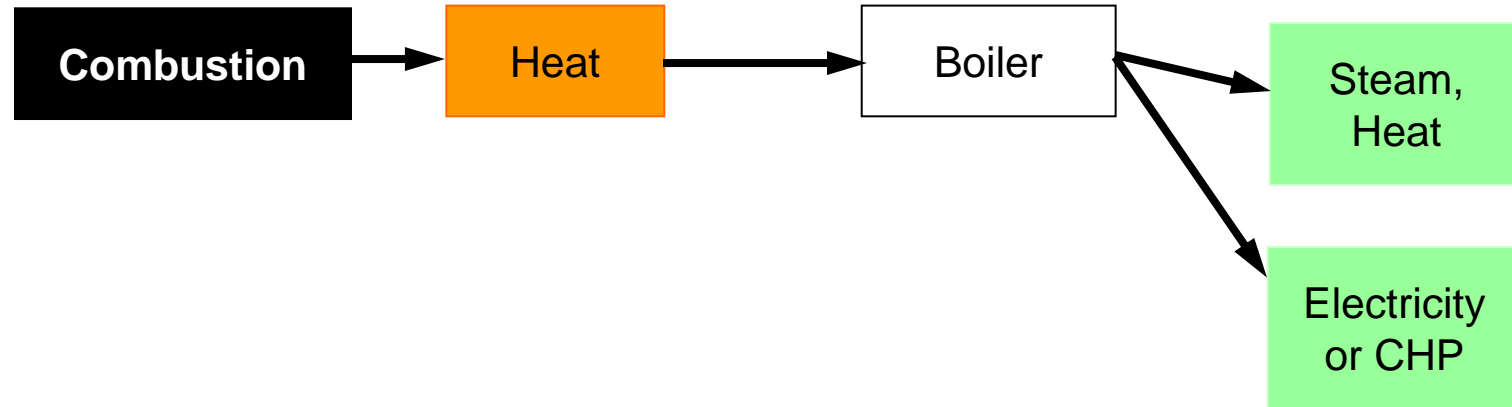 Combustion
Heat
Boiler
Steam,
Heat
Electricity
or CHP